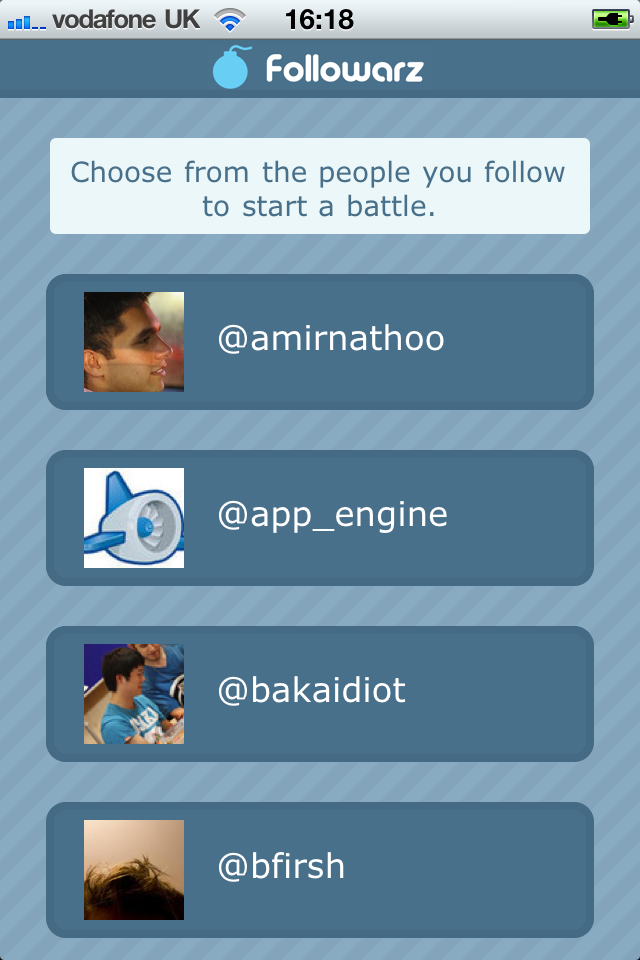 vodafone UK 16:18
Followarz
Choose from the people you follow
to start a battle.
@amirnathoo
@app_engine
@bakaidiot
@bfirsh